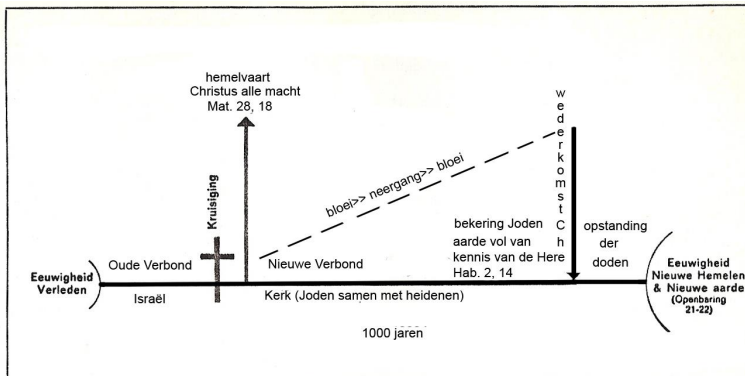 hemelvaart
Christus alle macht
Mat. 28, 18
wederkomst Ch
Kruisiging
bloei>> neergang>> bloei
bekering Joden
aarde vol van
kennis van de Here
Hab. 2, 14
opstanding
der
doden
Eeuwigheid
Verleden
Oude Verbond
Nieuwe Verbond
Eeuwigheid
Nieuwe Hemelen
& Nieuwe aarde
(Openbaring
21-22)
Israël
Kerk (Joden samen met heidenen)
1000 jaren